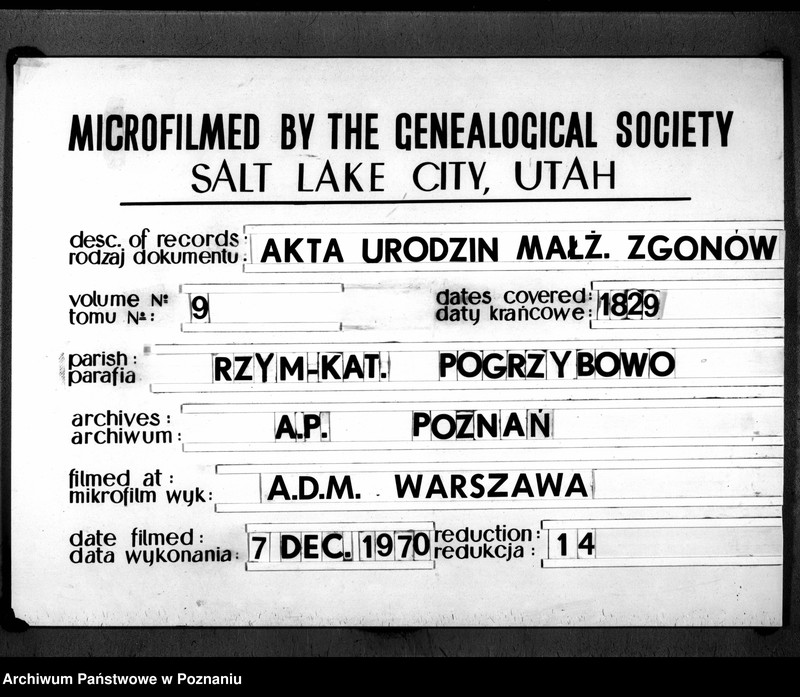 MICROFILMED BY THE GENEALOGICAL SOCIETY
SALT LAKE CITY, UTAH
desc. of records:
rodzaj dokumentu: AKTA URODZIN MAŁŻ. ZGONÓW
volume №
tomu №: 9
dates covered:
daty krańcowe: 1829
parish:
parafia RZYM-KAT. POGRZYBOWO
archives:
archiwum: A.P. POZNAŃ
filmed at:
mikrofilm wyk: A.D.M. WARSZAWA
date filmed:
data wykonania: 7 DEC. 1970
reduction:
redukcja: 14
Archiwum Państwowe w Poznaniu